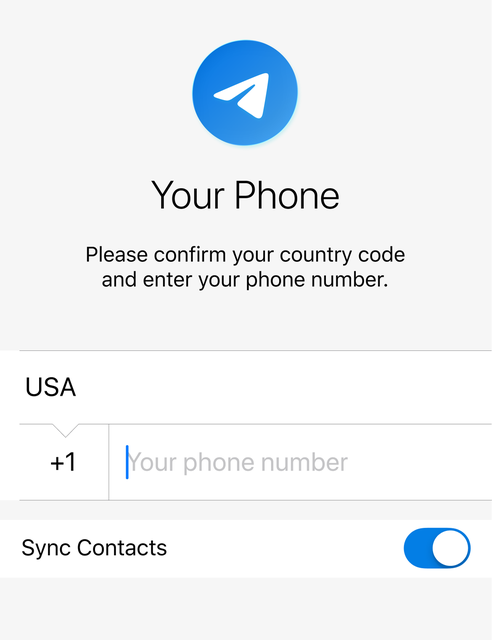 Your Phone
Please confirm your country code
and enter your phone number.
USA
+1 Your phone number
Sync Contacts